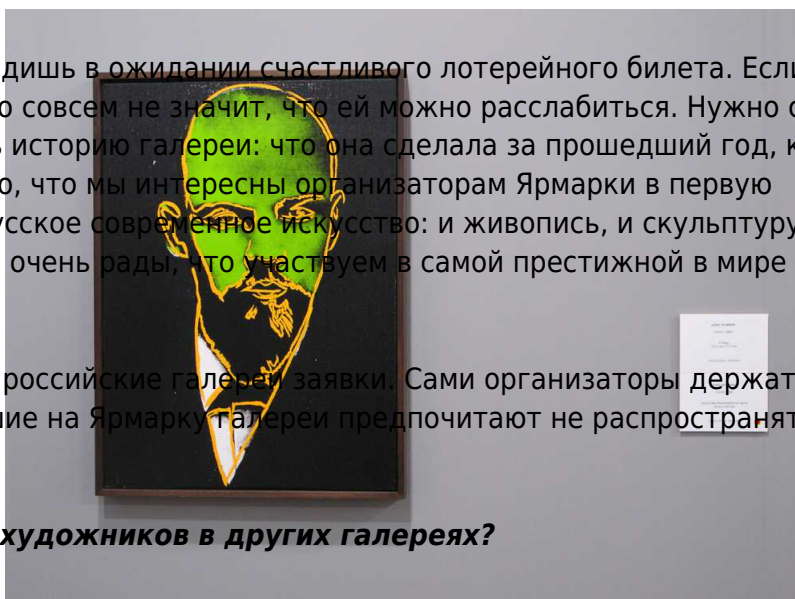 дишь в ожидании счастливого лотерейного билета. Если
о совсем не значит, что ей можно расслабиться. Нужно
историю галереи: что она сделала за прошедший год,
о, что мы интересны организаторам Ярмарки в первую
усское современное искусство: и живопись, и скульптуру
очень рады, что участвуем в самой престижной в мире
российские галереи заявки. Сами организаторы держат
ие на Ярмарку галереи предпочитают не распространят
художников в других галереях?